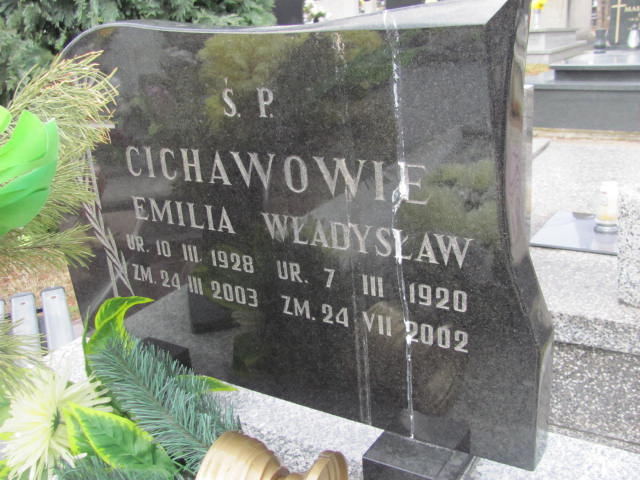 Ś. P.
CICHAWOWIE
EMILIA WŁADYSŁAW
UR. 10 III. 1928 UR. 7 III 1920
ZM. 24 III 2003 ZM. 24 VII 2002